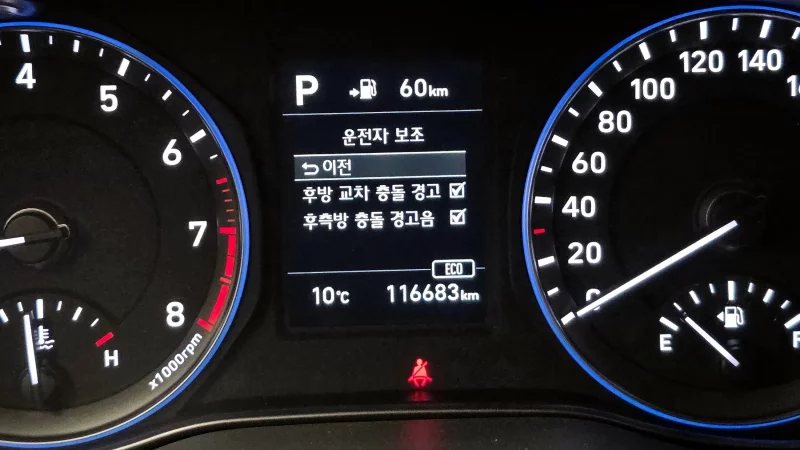 P 60km
운전자 보조
이전
후방 교차 충돌 경고
후측방 충돌 경고음
ECO
10℃ 116683km
4
5
6
7
8
x1000rpm
H
0
20
40
60
80
100
120
140
E
F